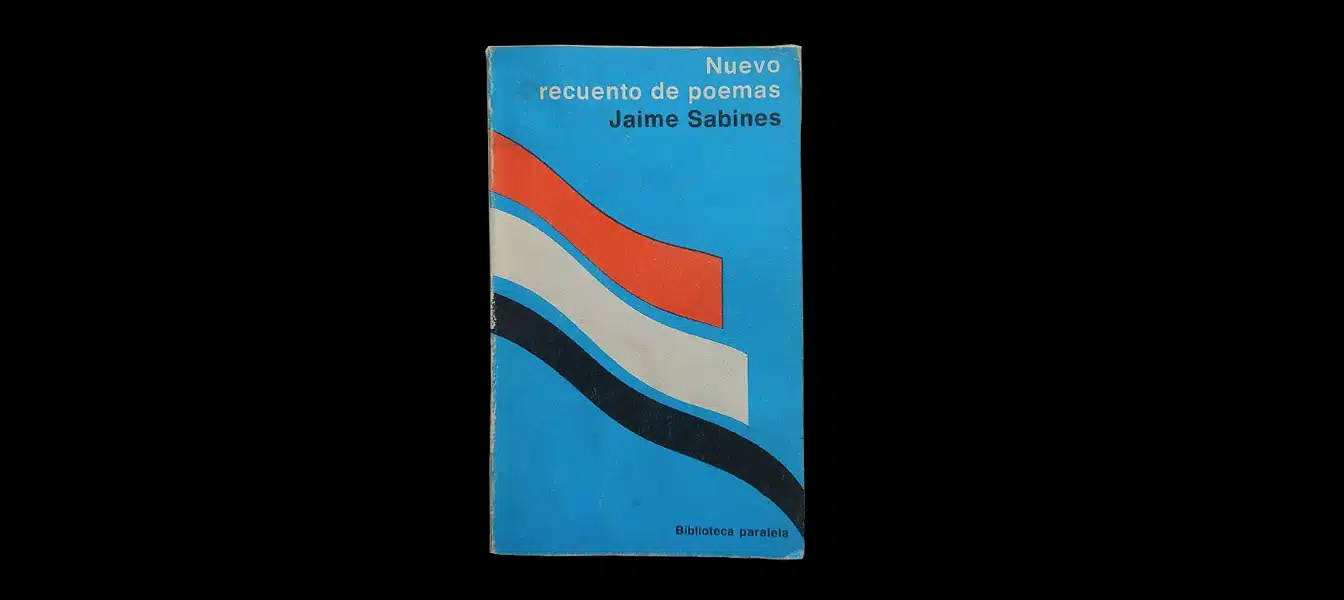 Nuevo
recuento de poemas
Jaime Sabines
Biblioteca paralela